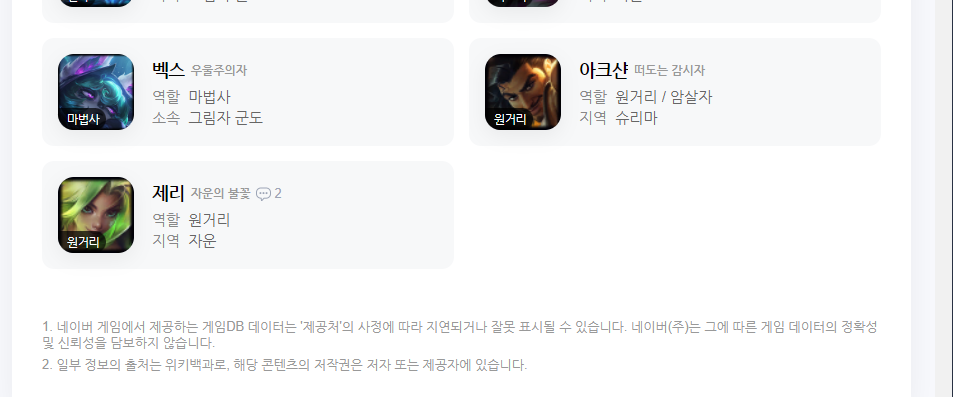 벡스 우울주의자
역할 마법사
소속 그림자 군도
마법사
아크샨 떠도는 감시자
역할 원거리 / 암살자
지역 슈리마
원거리
제리 자운의 불꽃 2
역할 원거리
지역 자운
원거리
1. 네이버 게임에서 제공하는 게임DB 데이터는 '제공처'의 사정에 따라 지연되거나 잘못 표시될 수 있습니다. 네이버(주)는 그에 따른 게임 데이터의 정확성
및 신뢰성을 담보하지 않습니다.
2. 일부 정보의 출처는 위키백과로, 해당 콘텐츠의 저작권은 저자 또는 제공자에 있습니다.